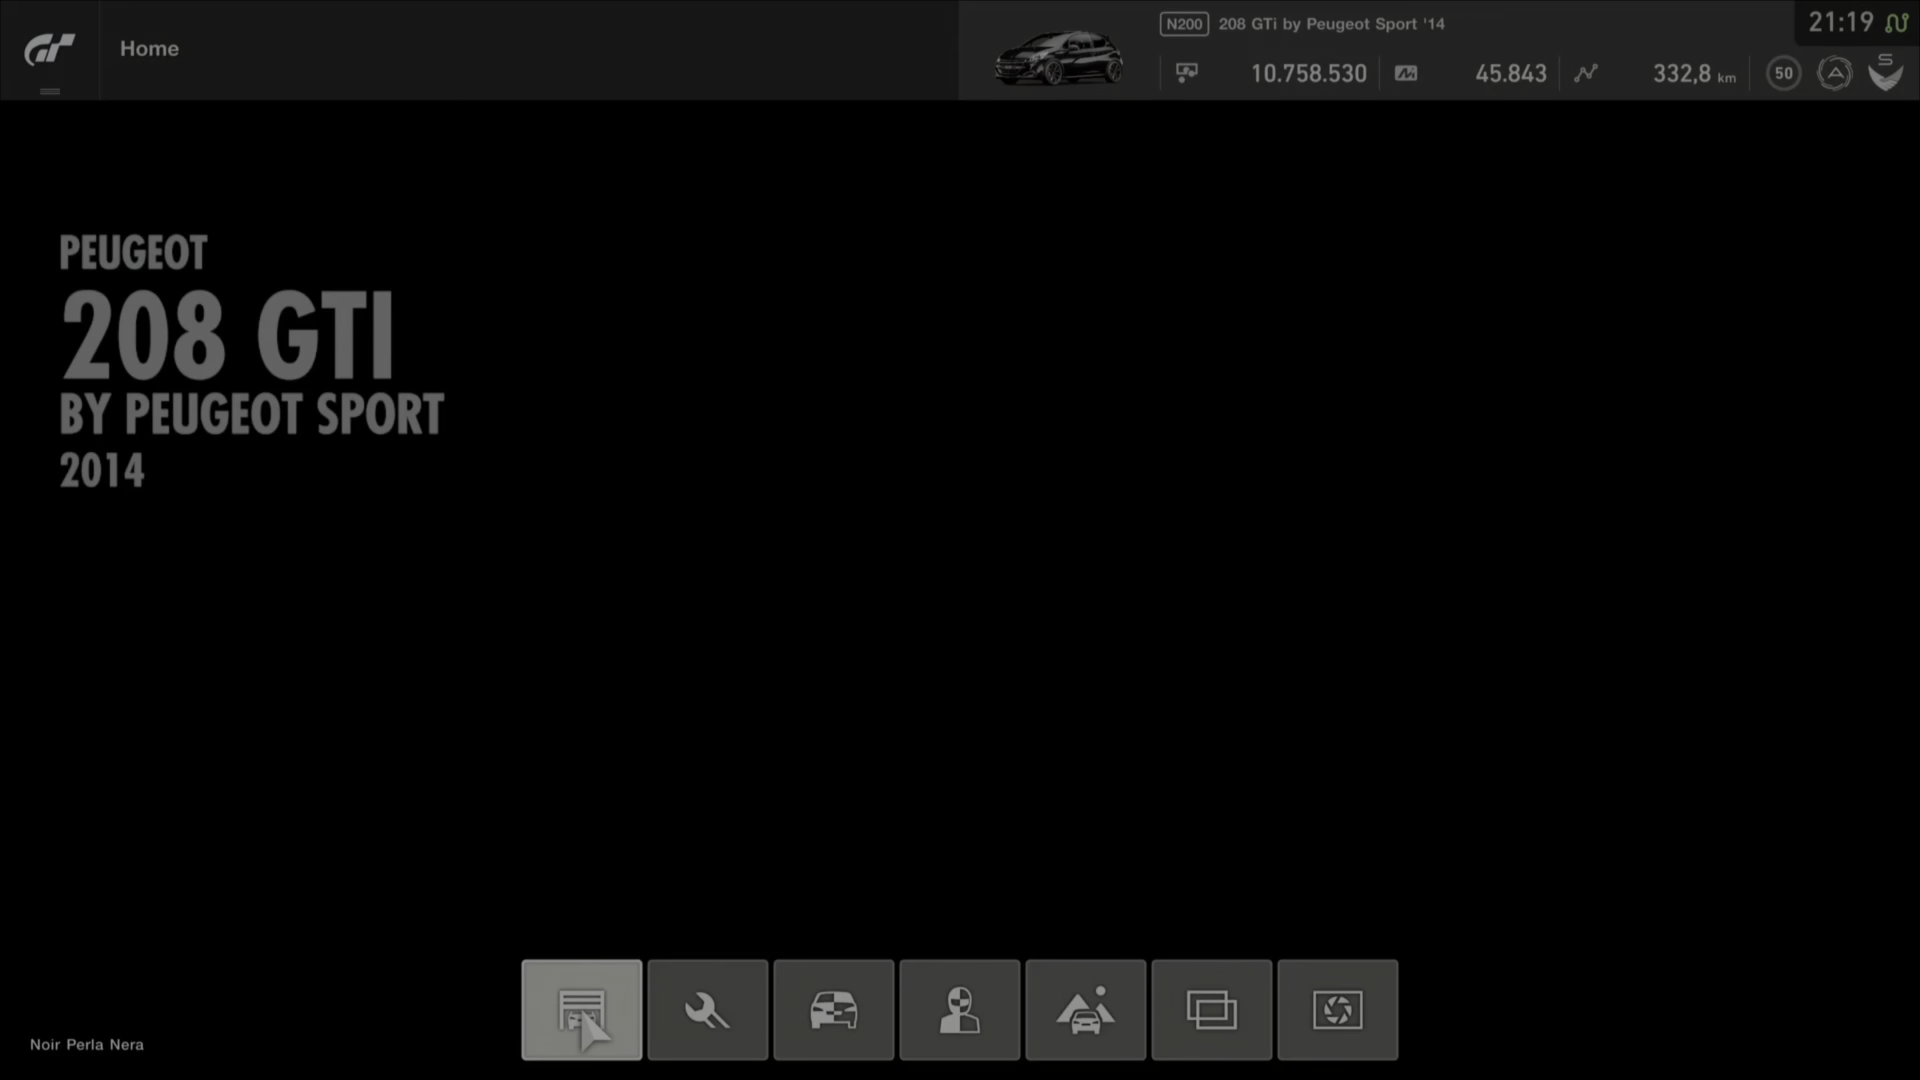 Home
N200 208 GTi by Peugeot Sport '14
21:19
10.758.530 45.843 332,8 km 50 A S
PEUGEOT
208 GTI
BY PEUGEOT SPORT
2014
Noir Perla Nera